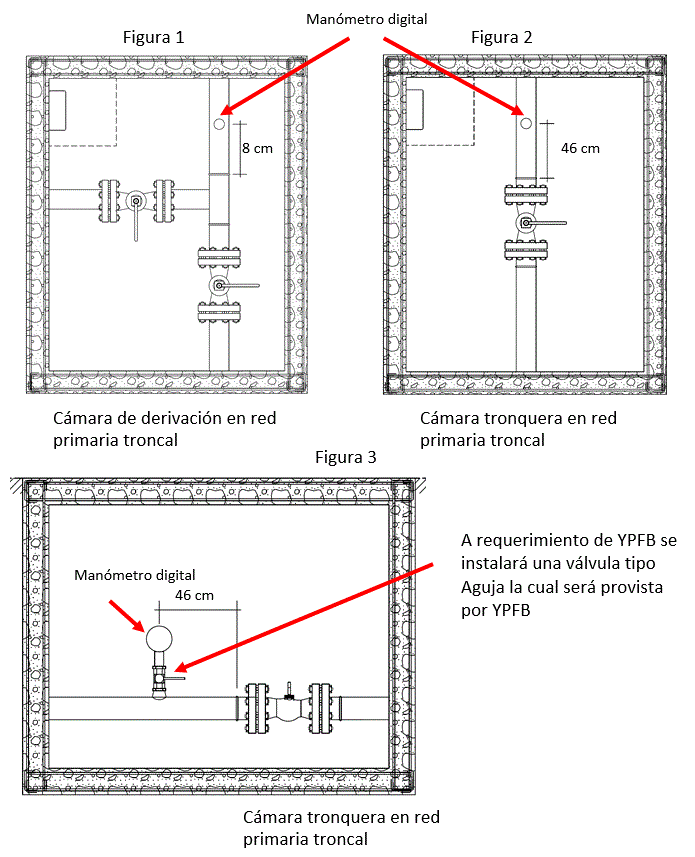 Manómetro digital
Figura 1
Figura 2
8 cm
46 cm
Cámara de derivación en red
primaria troncal
Cámara tronquera en red
primaria troncal
Figura 3
A requerimiento de YPFB se
instalará una válvula tipo
Aguja la cual será provista
por YPFB
Manómetro digital
46 cm
Cámara tronquera en red
primaria troncal